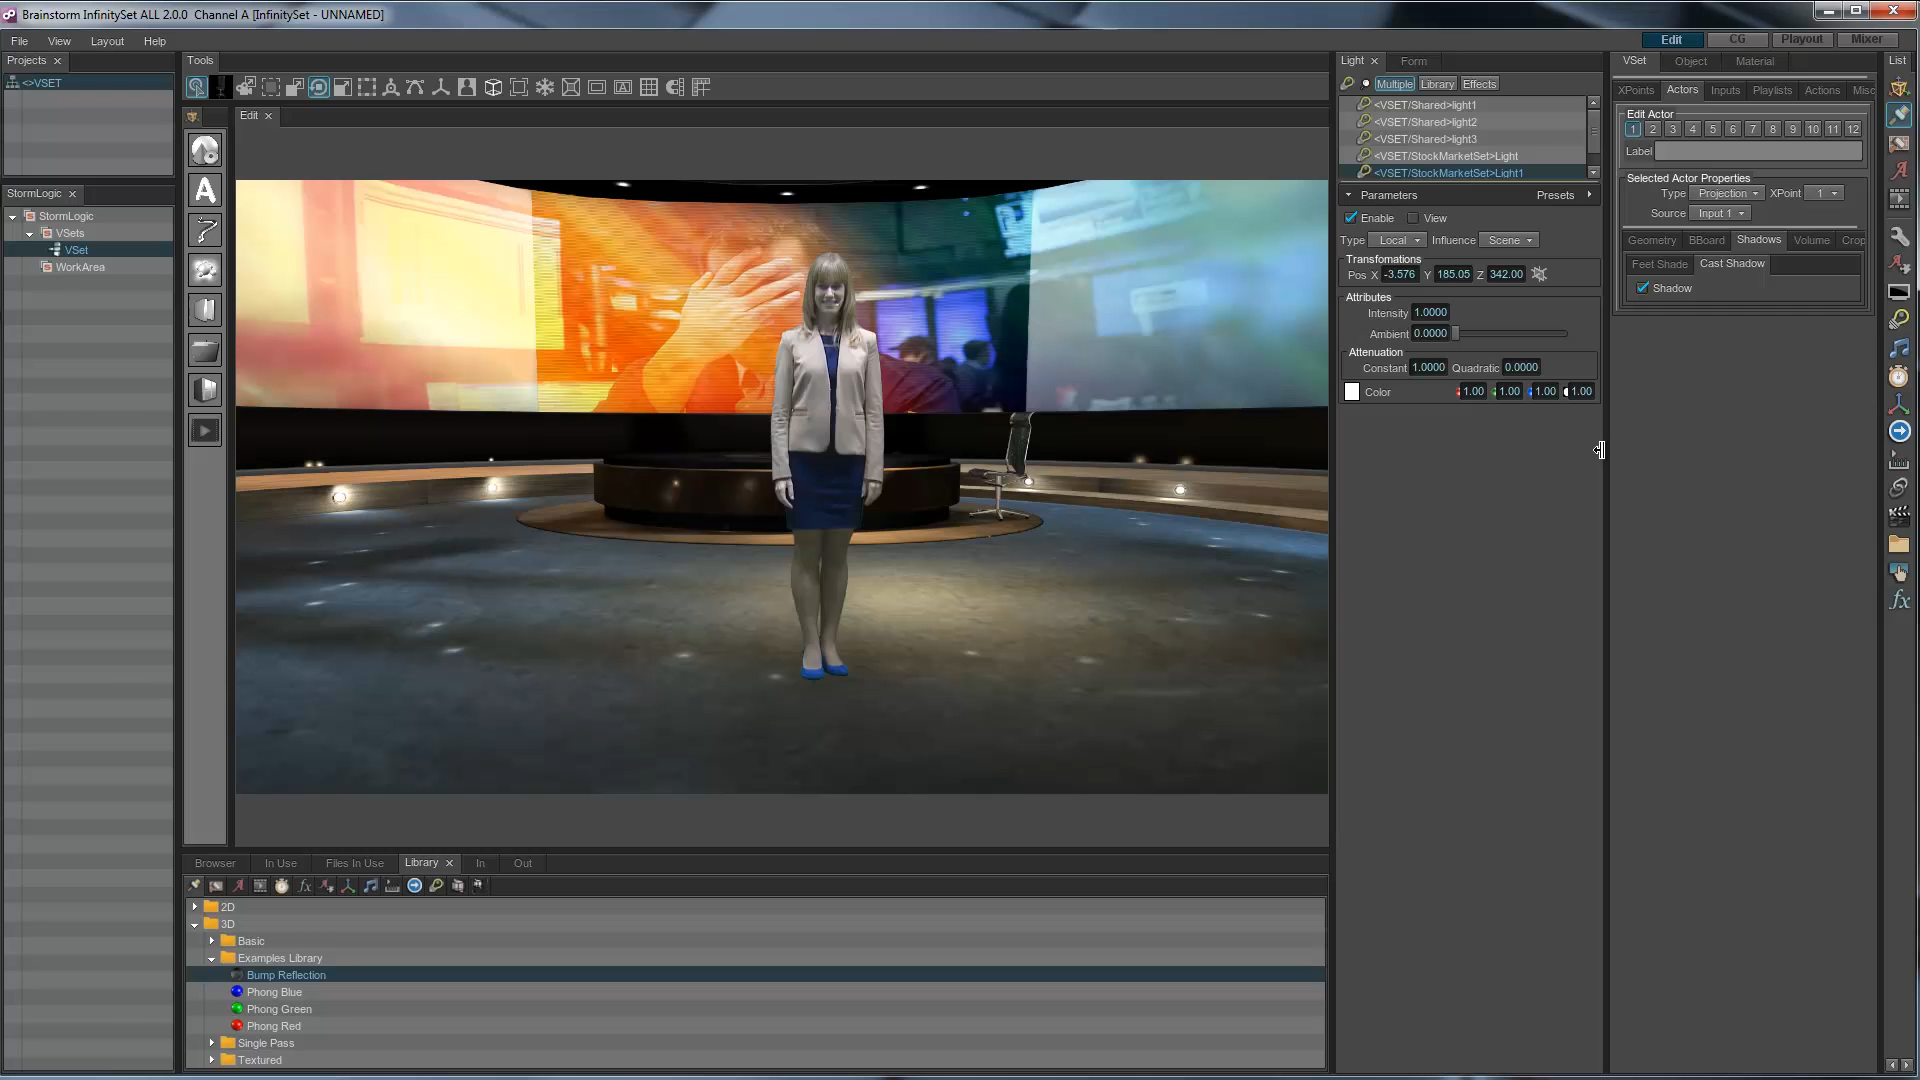 Brainstorm InfinitySet ALL 2.0.0 Channel A [InfinitySet - UNNAMED]
File View Layout Help
Edit CG Playout Mixer
Projects
<>VSET
StormLogic
StormLogic
VSets
VSet
WorkArea
Tools
Edit
Browser In Use Files In Use Library In Out
2D
3D
Basic
Examples Library
Bump Reflection
Phong Blue
Phong Green
Phong Red
Single Pass
Textured
Light Form
Multiple Library Effects
<VSET/Shared>light1
<VSET/Shared>light2
<VSET/Shared>light3
<VSET/StockMarketSet>Light
<VSET/StockMarketSet>Light1
Parameters Presets
Enable View
Type Local Influence Scene
Transfomations
Pos X -3.576 Y 185.05 Z 342.00
Attributes
Intensity 1.0000
Ambient 0.0000
Attenuation
Constant 1.0000 Quadratic 0.0000
Color 1.00 1.00 1.00 1.00
VSet Object Material
XPoints Actors Inputs Playlists Actions Misc
Edit Actor
1 2 3 4 5 6 7 8 9 10 11 12
Label
Selected Actor Properties
Type Projection XPoint 1
Source Input 1
Geometry BBoard Shadows Volume Crop
Feet Shade Cast Shadow
Shadow
List